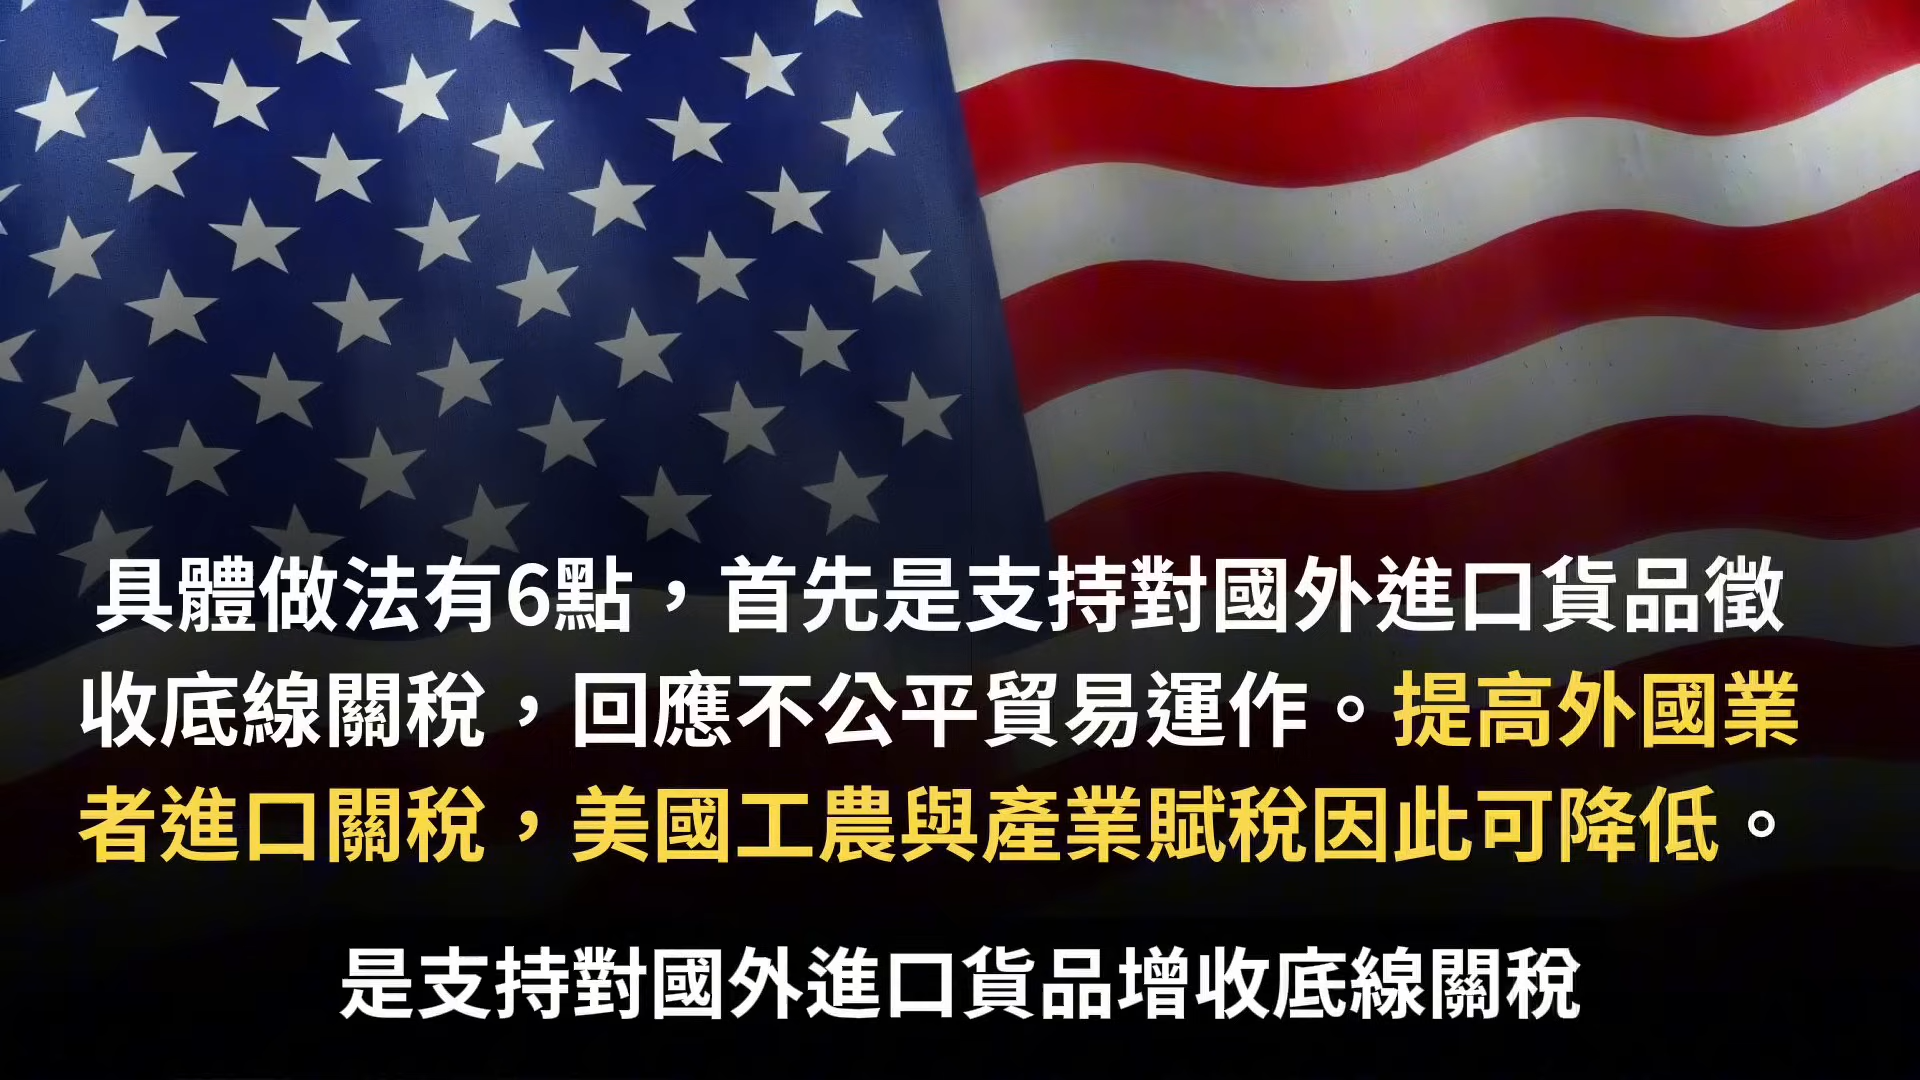 具體做法有6點，首先是支持對國外進口貨品徵
收底線關稅，回應不公平貿易運作。提高外國業
者進口關稅，美國工農與產業賦稅因此可降低。
是支持對國外進口貨品增收底線關稅